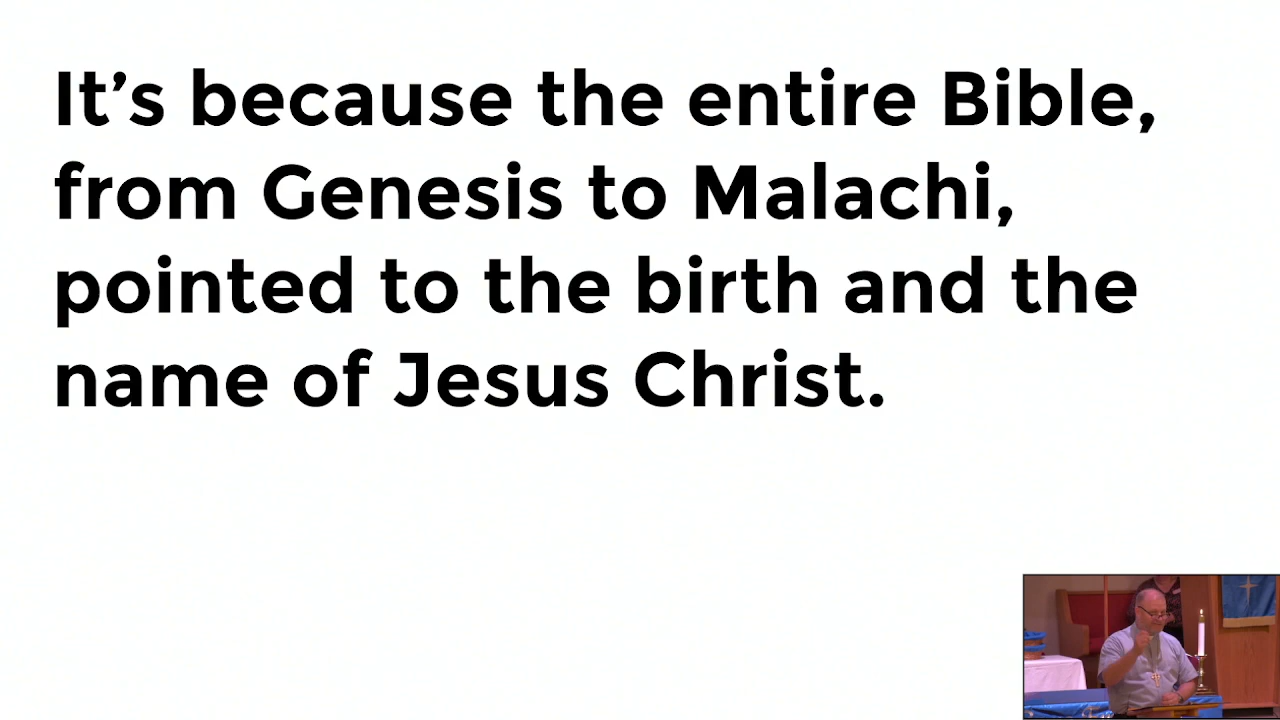 It’s because the entire Bible,
from Genesis to Malachi,
pointed to the birth and the
name of Jesus Christ.